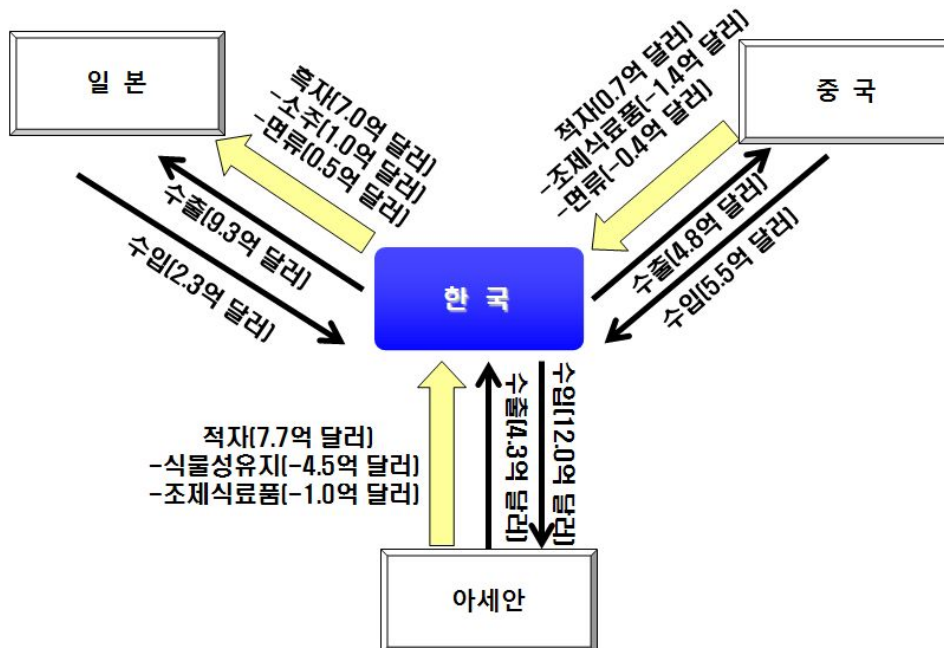 일 본
중 국
흑자(7.0억 달러)
-소주(1.0억 달러)
-면류(0.5억 달러)
수출(9.3억 달러)
수입(2.3억 달러)
적자(0.7억 달러)
-조제식료품(-1.4억 달러)
-면류(-0.4억 달러)
수출(4.8억 달러)
수입(5.5억 달러)
한 국
적자(7.7억 달러)
-식물성유지(-4.5억 달러)
-조제식료품(-1.0억 달러)
수출(4.3억 달러)
수입(12.0억 달러)
아세안